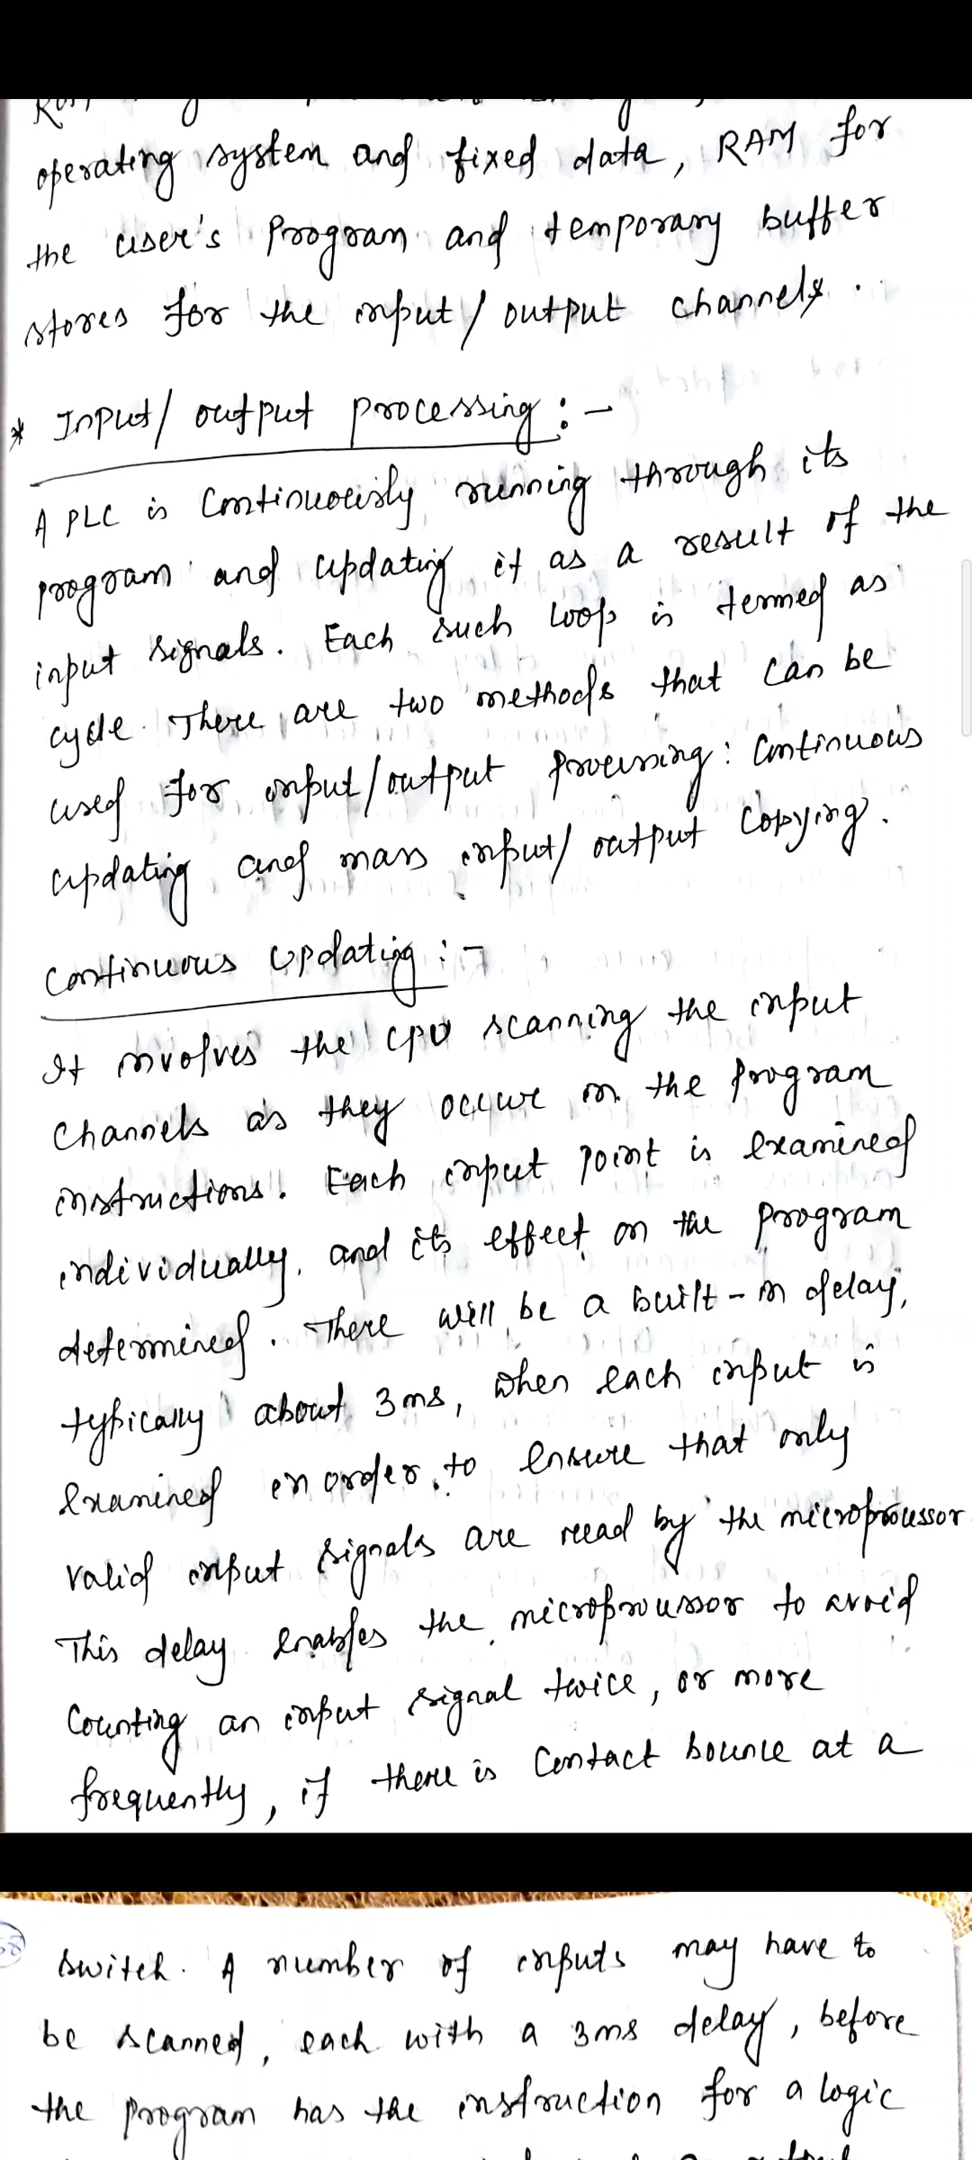 operating system and fixed data, RAM for
the user's Program and temporary buffer
stores for the input/output channels.
* Input/output processing :-
A PLC is Continuously running through its
program and updating it as a result of the
input signals. Each such loop is termed as
cycle. There are two methods that can be
used for input/output processing: Continuous
updating and mass input/output copying.
Continuous Updating :-
It involves the CPU scanning the input
Channels as they occur in the program
instructions. Each input point is examined
individually, and its effect on the program
determined. There will be a built-in delay,
typically about 3ms, when each input is
examined in order to ensure that only
valid input signals are read by the microprocessor
This delay enables the microprocessor to avoid
Counting an input signal twice, or more
frequently, if there is Contact bounce at a
switch. A number of inputs may have to
be scanned, each with a 3ms delay, before
the program has the instruction for a logic